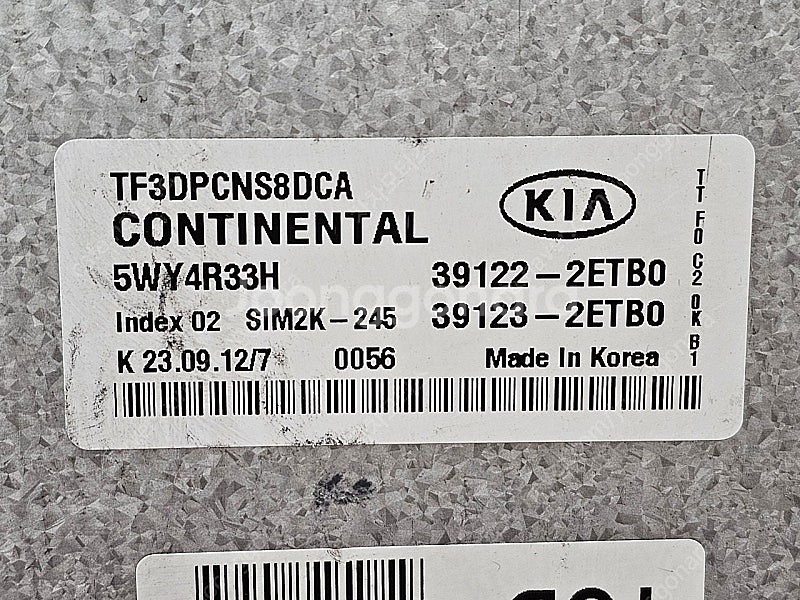 TF3DPCNS8DCA
CONTINENTAL
KIA
5WY4R33H 39122-2ETB0
Index 02 SIM2K-245 39123-2ETB0
K 23.09.12/7 0056 Made In Korea
TT F0 C2 0K B1